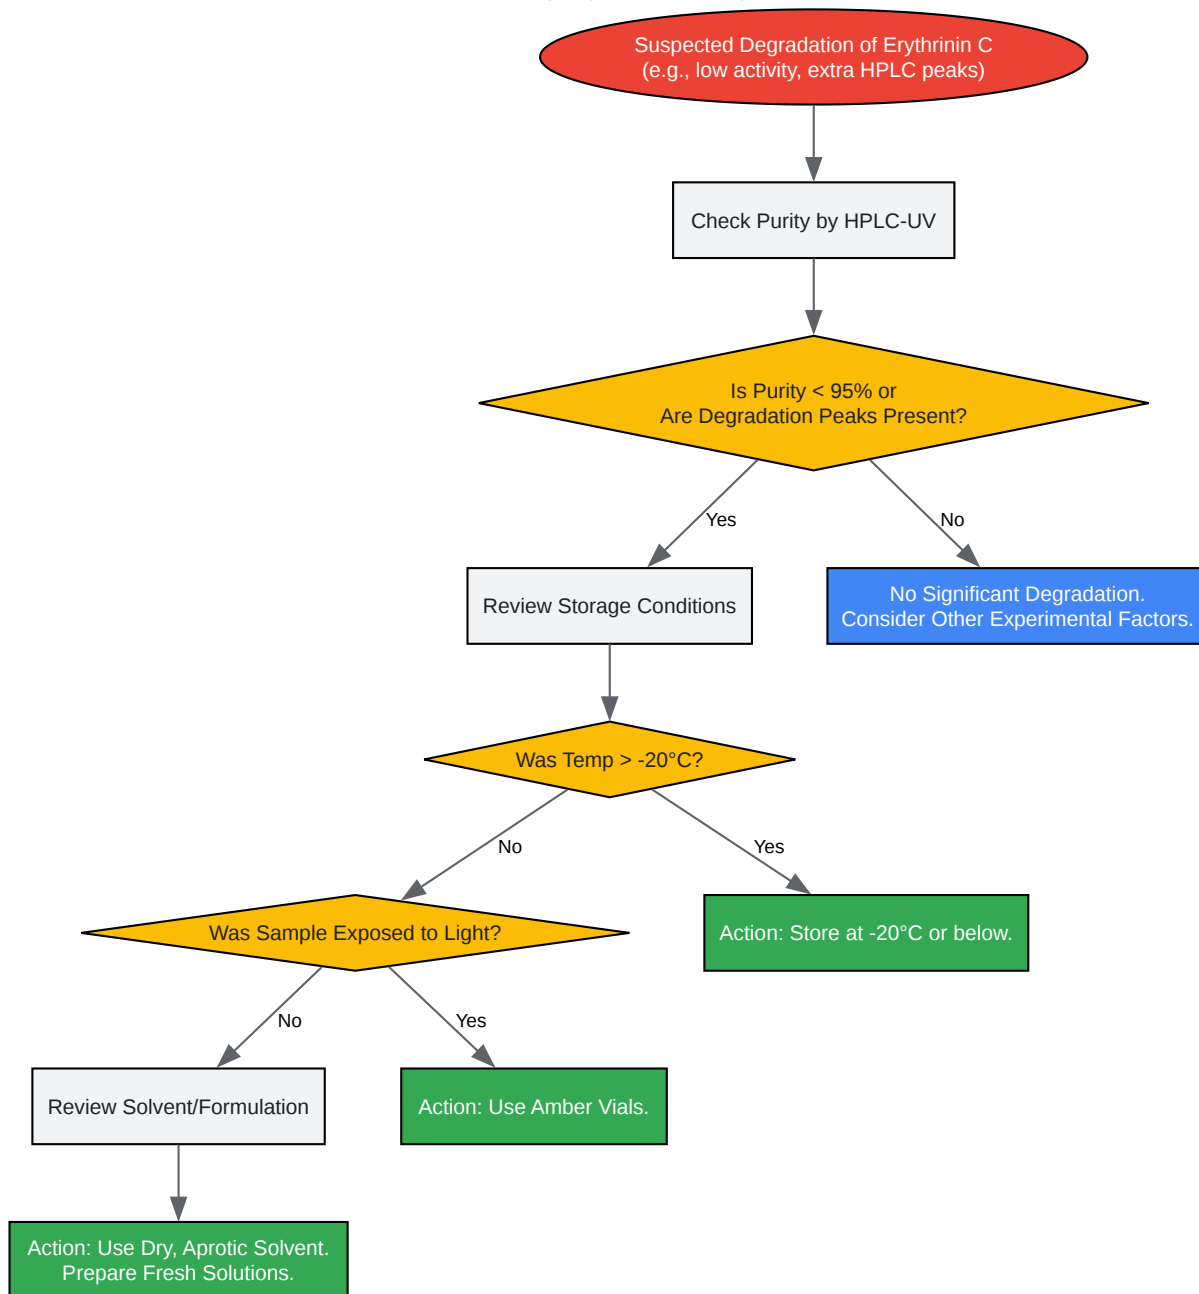 Suspected Degradation of Erythrinin C
(e.g., low activity, extra HPLC peaks)
Check Purity by HPLC-UV
Is Purity < 95% or
Are Degradation Peaks Present?
Yes
No
Review Storage Conditions
No Significant Degradation.
Consider Other Experimental Factors.
Was Temp > -20°C?
No
Yes
Was Sample Exposed to Light?
Action: Store at -20°C or below.
No
Yes
Review Solvent/Formulation
Action: Use Amber Vials.
Action: Use Dry, Aprotic Solvent.
Prepare Fresh Solutions.